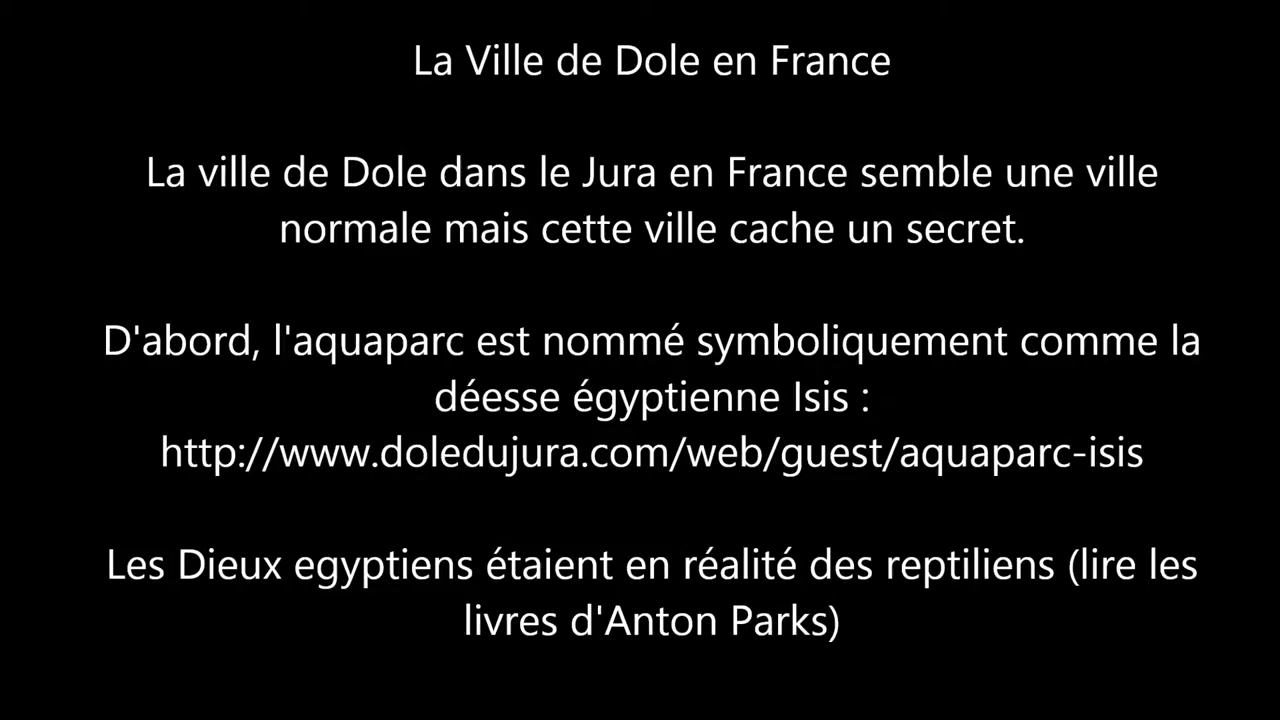 La Ville de Dole en France
La ville de Dole dans le Jura en France semble une ville
normale mais cette ville cache un secret.
D'abord, l'aquaparc est nommé symboliquement comme la
déesse égyptienne Isis :
http://www.doledujura.com/web/guest/aquaparc-isis
Les Dieux egyptiens étaient en réalité des reptiliens (lire les
livres d'Anton Parks)